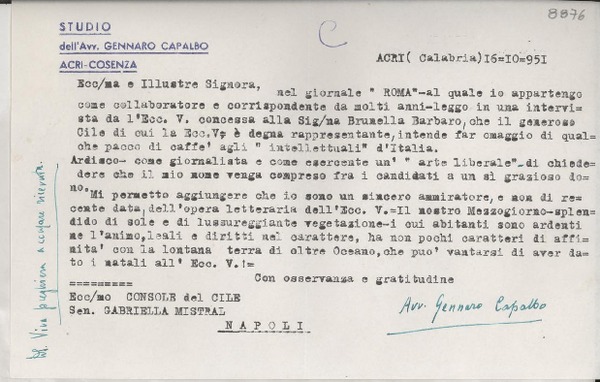 8876
STUDIO
dell'Avv. GENNARO CAPALBO
ACRI-COSENZA
C
ACRI( Calabria)16=10=951
Ecc/ma e Illustre Signora,
nel giornale " ROMA"-al quale io appartengo
come collaboratore e corrispondente da molti anni-leggo in una intervi=
sta da l'Ecc. V. concessa alla Sig/na Brunella Barbaro,che il generoso
Cile di cui la Ecc.V. è degna rappresentante,intende far omaggio di qual=
che pacco di caffe' agli " intellettuali" d'Italia.
Ardisco- come giornalista e come esercente un' " arte liberale"-di chiede=
dere che il mio nome venga compreso fra i candidati a un sì grazioso do=
no.
Mi permetto aggiungere che io sono un sincero ammiratore, e non di re=
cente data,dell'opera letteraria dell'Ecc. V.=Il nostro Mezzogiorno-splen=
dido di sole e di lussureggiante vegetazione-i cui abitanti sono ardenti
ne l'animo,leali e diritti nel carattere, ha non pochi caratteri di affi=
nita' con la lontana terra di oltre Oceano,che puo' vantarsi di aver da=
to i natali all' Ecc. V.!=
Con osservanza e gratitudine
=========
Ecc/mo CONSOLE del CILE
Sen. GABRIELLA MISTRAL
NAPOLI
Avv. Gennaro Capalbo
Viva preghiera accusare ricevuta.